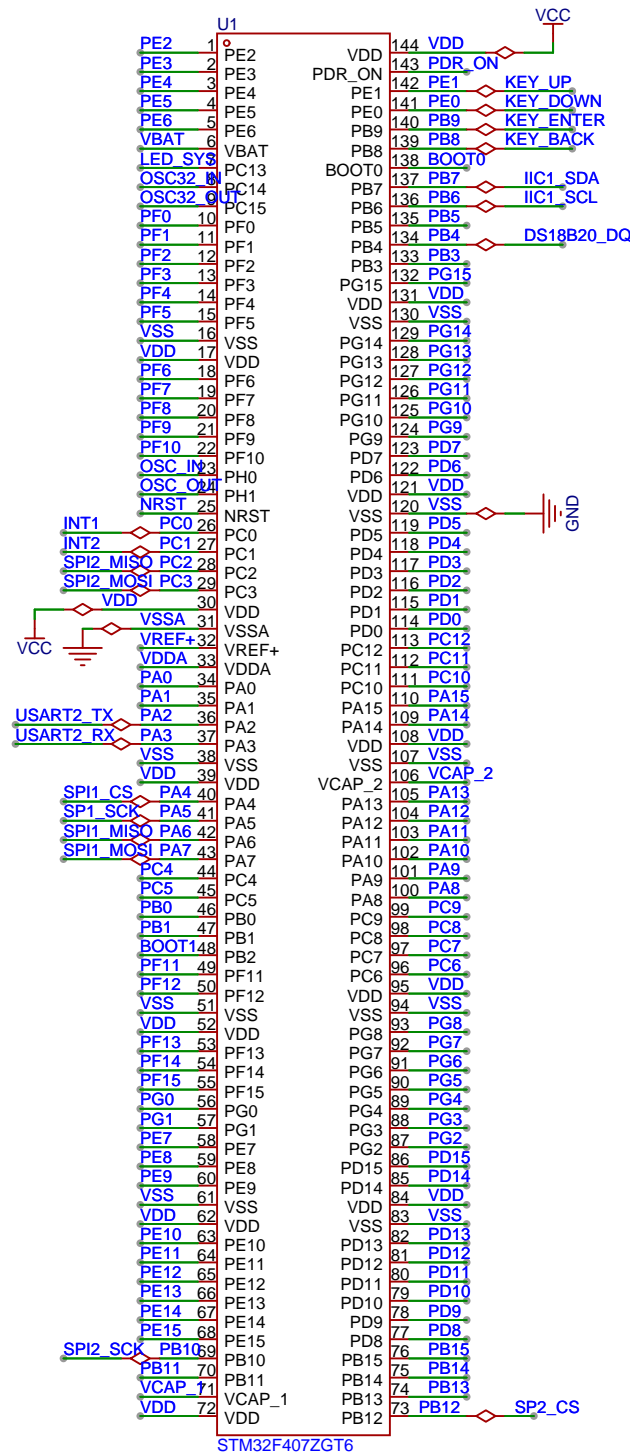 U1
VCC
PE2 1 PE2 VDD 144 VDD
PE3 2 PE3 PDR_ON 143 PDR_ON
PE4 3 PE4 PE1 142 PE1 KEY_UP
PE5 4 PE5 PE0 141 PE0 KEY_DOWN
PE6 5 PE6 PB9 140 PB9 KEY_ENTER
VBAT 6 VBAT PB8 139 PB8 KEY_BACK
LED_SYS 7 PC13 BOOT0 138 BOOT0
OSC32_IN 8 PC14 PB7 137 PB7 IIC1_SDA
OSC32_OUT 9 PC15 PB6 136 PB6 IIC1_SCL
PF0 10 PF0 PB5 135 PB5
PF1 11 PF1 PB4 134 PB4 DS18B20_DQ
PF2 12 PF2 PB3 133 PB3
PF3 13 PF3 PG15 132 PG15
PF4 14 PF4 VDD 131 VDD
PF5 15 PF5 VSS 130 VSS
VSS 16 VSS PG14 129 PG14
VDD 17 VDD PG13 128 PG13
PF6 18 PF6 PG12 127 PG12
PF7 19 PF7 PG11 126 PG11
PF8 20 PF8 PG10 125 PG10
PF9 21 PF9 PG9 124 PG9
PF10 22 PF10 PD7 123 PD7
OSC_IN 23 PH0 PD6 122 PD6
OSC_OUT 24 PH1 VDD 121 VDD
NRST 25 NRST VSS 120 VSS GND
INT1 PC0 26 PC0 PD5 119 PD5
INT2 PC1 27 PC1 PD4 118 PD4
SPI2_MISO PC2 28 PC2 PD3 117 PD3
SPI2_MOSI PC3 29 PC3 PD2 116 PD2
VDD 30 VDD PD1 115 PD1
VSSA 31 VSSA PD0 114 PD0
VCC VREF+ 32 VREF+ PC12 113 PC12
VDDA 33 VDDA PC11 112 PC11
PA0 34 PA0 PC10 111 PC10
PA1 35 PA1 PA15 110 PA15
USART2_TX PA2 36 PA2 PA14 109 PA14
USART2_RX PA3 37 PA3 VDD 108 VDD
VSS 38 VSS VSS 107 VSS
VDD 39 VDD VCAP_2 106 VCAP_2
SPI1_CS PA4 40 PA4 PA13 105 PA13
SP1_SCK PA5 41 PA5 PA12 104 PA12
SPI1_MISO PA6 42 PA6 PA11 103 PA11
SPI1_MOSI PA7 43 PA7 PA10 102 PA10
PC4 44 PC4 PA9 101 PA9
PC5 45 PC5 PA8 100 PA8
PB0 46 PB0 PC9 99 PC9
PB1 47 PB1 PC8 98 PC8
BOOT1 48 PB2 PC7 97 PC7
PF11 49 PF11 PC6 96 PC6
PF12 50 PF12 VDD 95 VDD
VSS 51 VSS VSS 94 VSS
VDD 52 VDD PG8 93 PG8
PF13 53 PF13 PG7 92 PG7
PF14 54 PF14 PG6 91 PG6
PF15 55 PF15 PG5 90 PG5
PG0 56 PG0 PG4 89 PG4
PG1 57 PG1 PG3 88 PG3
PE7 58 PE7 PG2 87 PG2
PE8 59 PE8 PD15 86 PD15
PE9 60 PE9 PD14 85 PD14
VSS 61 VSS VDD 84 VDD
VDD 62 VDD VSS 83 VSS
PE10 63 PE10 PD13 82 PD13
PE11 64 PE11 PD12 81 PD12
PE12 65 PE12 PD11 80 PD11
PE13 66 PE13 PD10 79 PD10
PE14 67 PE14 PD9 78 PD9
PE15 68 PE15 PD8 77 PD8
SPI2_SCK PB10 69 PB10 PB15 76 PB15
PB11 70 PB11 PB14 75 PB14
VCAP_1 71 VCAP_1 PB13 74 PB13
VDD 72 VDD PB12 73 PB12 SP2_CS
STM32F407ZGT6